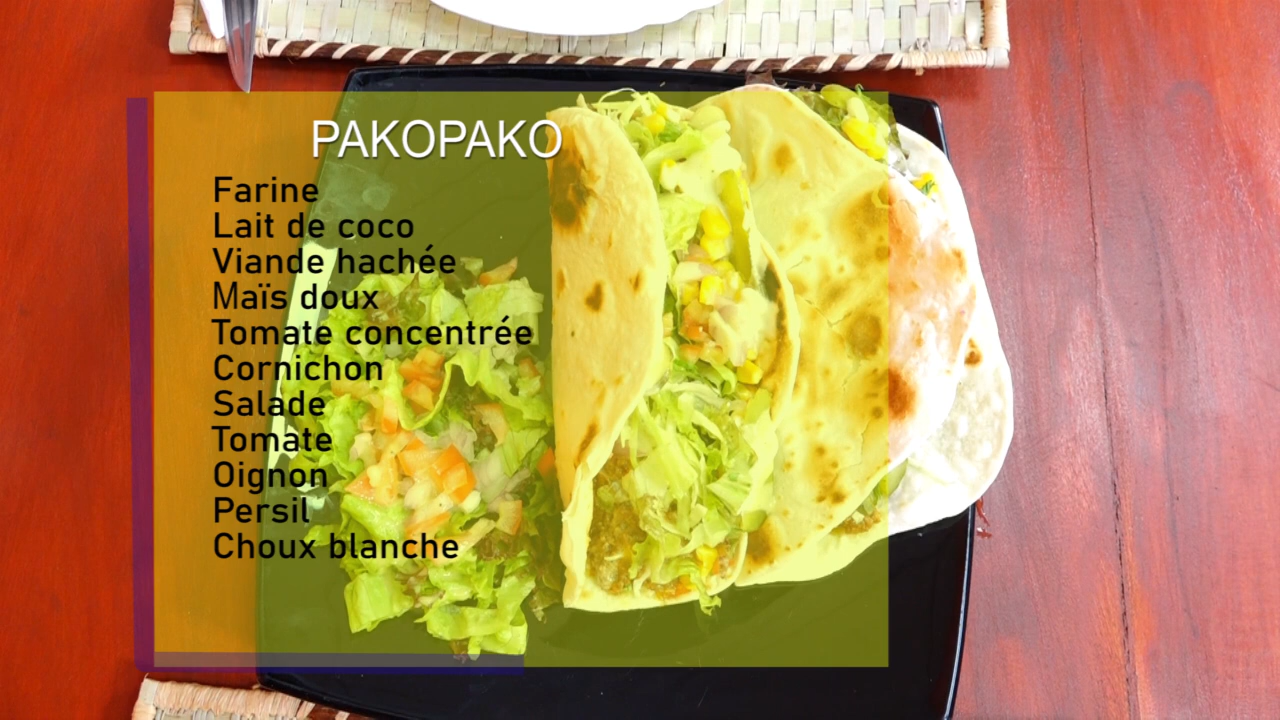 PAKOPAKO
Farine
Lait de coco
Viande hachée
Maïs doux
Tomate concentrée
Cornichon
Salade
Tomate
Oignon
Persil
Choux blanche